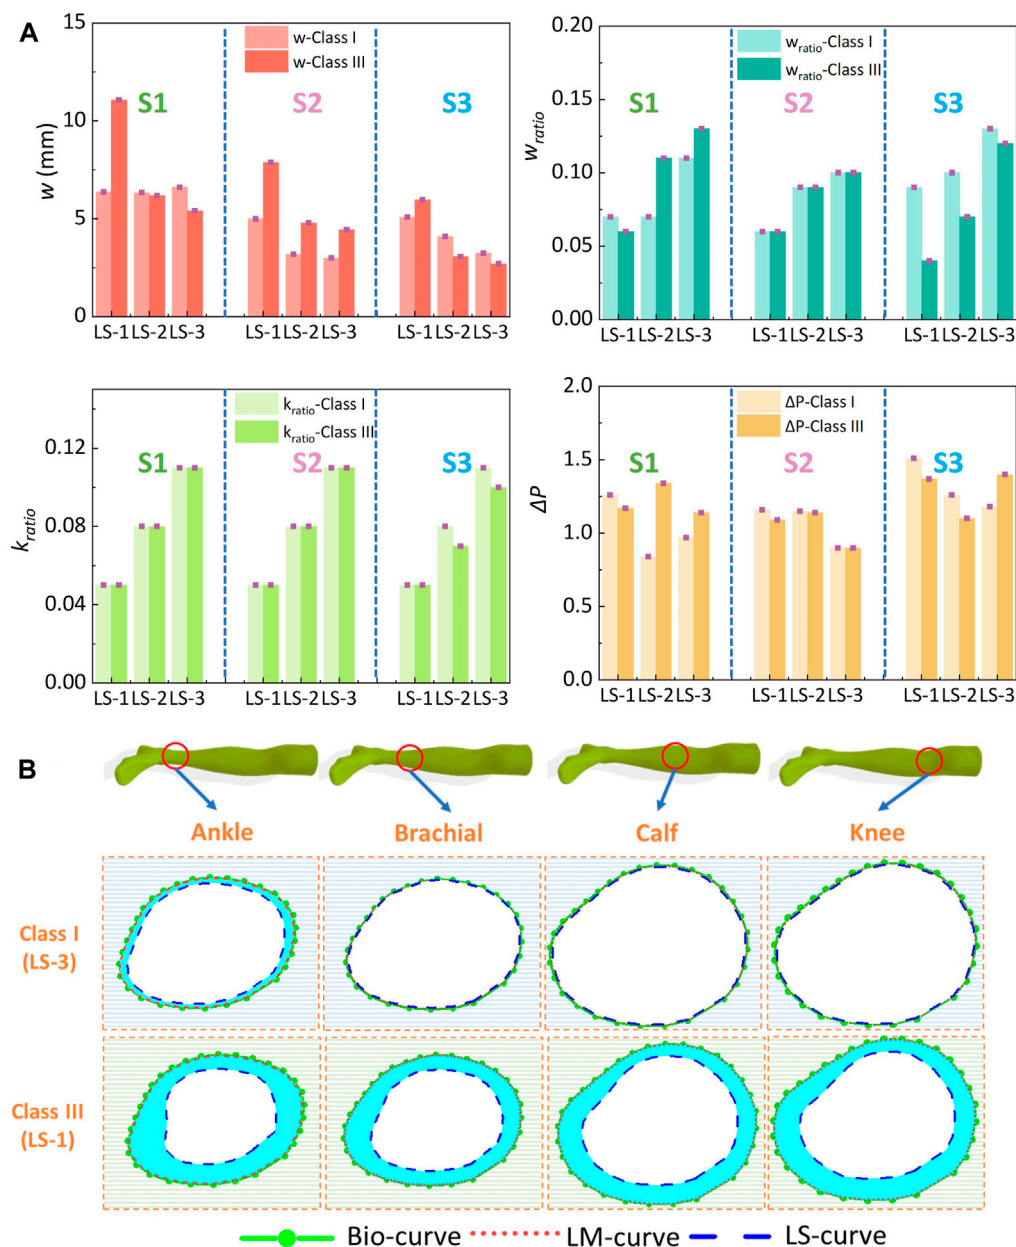 A
15
10
5
0
w (mm)
w-Class I
w-Class III
S1
S2
S3
LS-1 LS-2 LS-3
LS-1 LS-2 LS-3
LS-1 LS-2 LS-3
0.20
0.15
0.10
0.05
0.00
w_ratio
w_ratio-Class I
w_ratio-Class III
S1
S2
S3
LS-1 LS-2 LS-3
LS-1 LS-2 LS-3
LS-1 LS-2 LS-3
0.12
0.08
0.04
0.00
k_ratio
k_ratio-Class I
k_ratio-Class III
S1
S2
S3
LS-1 LS-2 LS-3
LS-1 LS-2 LS-3
LS-1 LS-2 LS-3
2.0
1.5
1.0
0.5
0.0
ΔP
ΔP-Class I
ΔP-Class III
S1
S2
S3
LS-1 LS-2 LS-3
LS-1 LS-2 LS-3
LS-1 LS-2 LS-3
B
Ankle
Brachial
Calf
Knee
Class I
(LS-3)
Class III
(LS-1)
Bio-curve
LM-curve
LS-curve